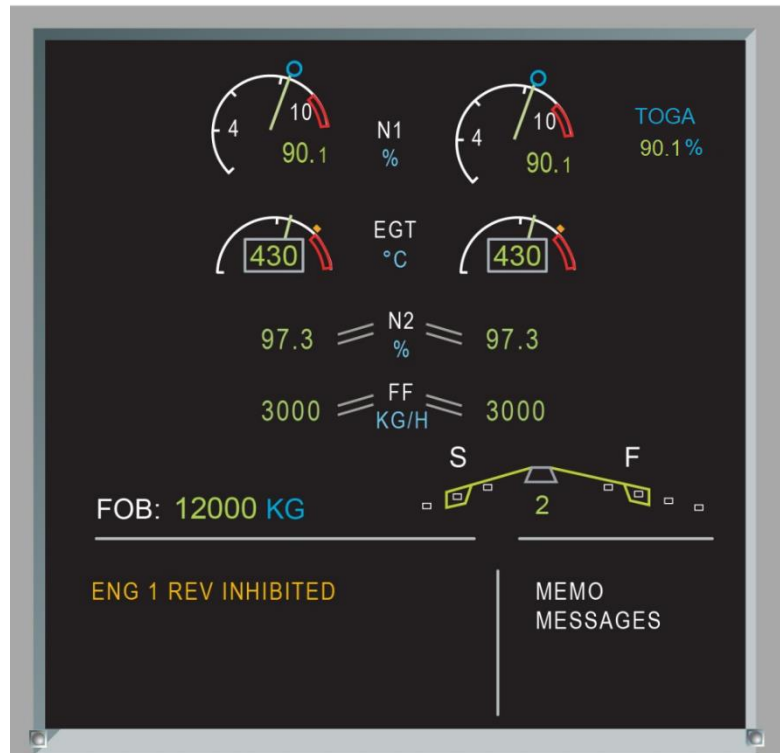 4 10 N1 4 10 TOGA
90.1 % 90.1 90.1%
EGT
430 °C 430
N2
97.3 % 97.3
FF
3000 KG/H 3000
S F
FOB: 12000 KG 2
ENG 1 REV INHIBITED
MEMO
MESSAGES